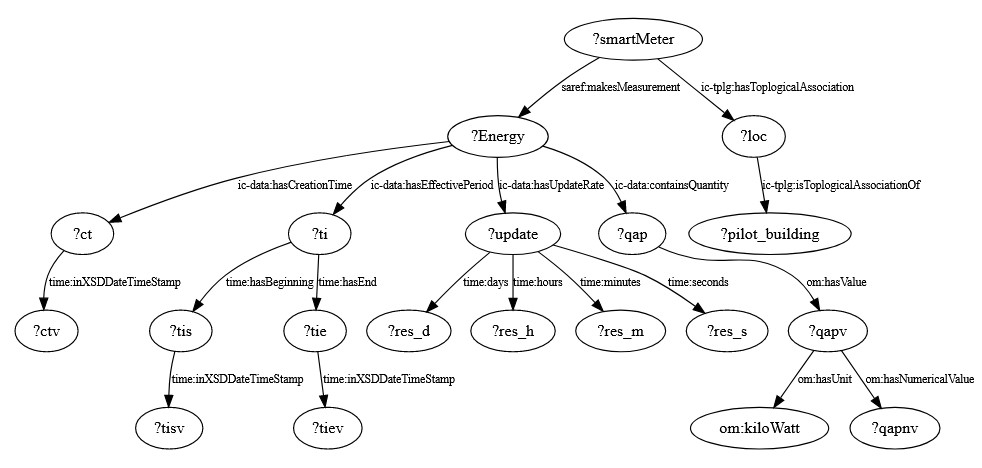 ?smartMeter
saref:makesMeasurement
ic-tplg:hasToplogicalAssociation
?Energy
?loc
ic-data:hasCreationTime
ic-data:hasEffectivePeriod
ic-data:hasUpdateRate
ic-data:containsQuantity
ic-tplg:isToplogicalAssociationOf
?ct
?ti
?update
?qap
?pilot_building
time:inXSDDateTimeStamp
time:hasBeginning
time:hasEnd
time:days
time:hours
time:minutes
time:seconds
om:hasValue
?ctv
?tis
?tie
?res_d
?res_h
?res_m
?res_s
?qapv
time:inXSDDateTimeStamp
time:inXSDDateTimeStamp
om:hasUnit
om:hasNumericalValue
?tisv
?tiev
om:kiloWatt
?qapnv